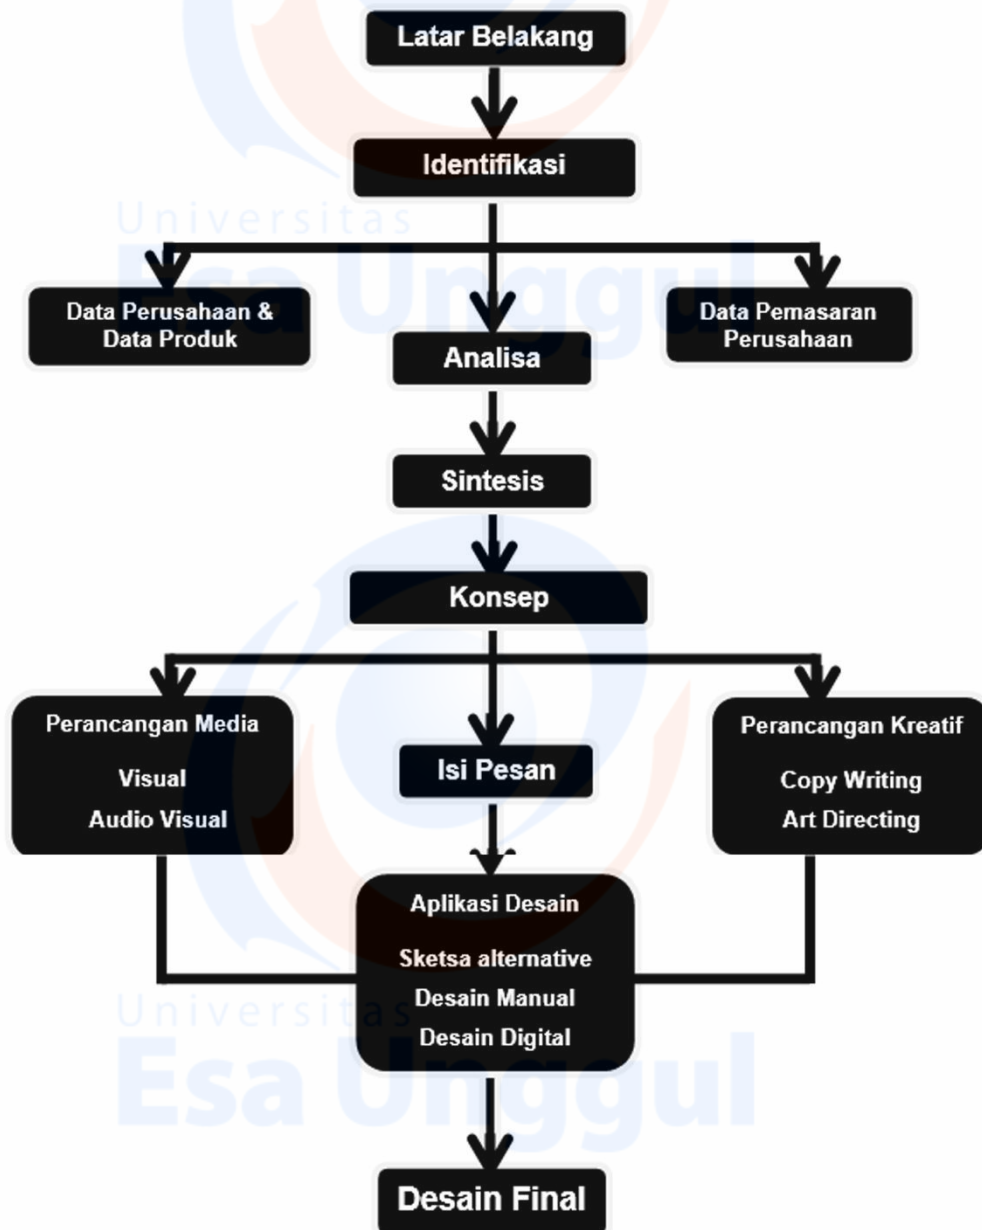 Latar Belakang
Identifikasi
Universitas
Esa Unggul
Data Perusahaan &
Data Produk
Analisa
Data Pemasaran
Perusahaan
Sintesis
Konsep
Perancangan Media
Visual
Audio Visual
Isi Pesan
Perancangan Kreatif
Copy Writing
Art Directing
Aplikasi Desain
Sketsa alternative
Desain Manual
Desain Digital
Universitas
Esa Unggul
Desain Final